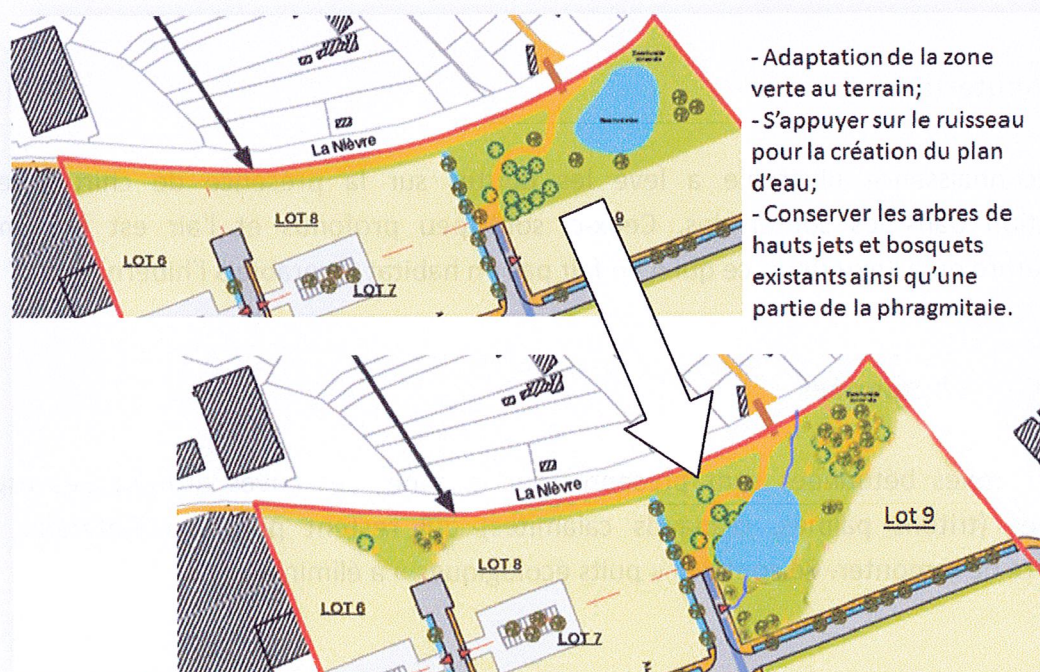 - Adaptation de la zone
verte au terrain;
- S'appuyer sur le ruisseau
pour la création du plan
d'eau;
- Conserver les arbres de
hauts jets et bosquets
existants ainsi qu'une
partie de la phragmitaie.
La Nièvre
LOT 8
LOT 6
LOT 7
9
La Nièvre
Lot 9
LOT 8
LOT 6
LOT 7